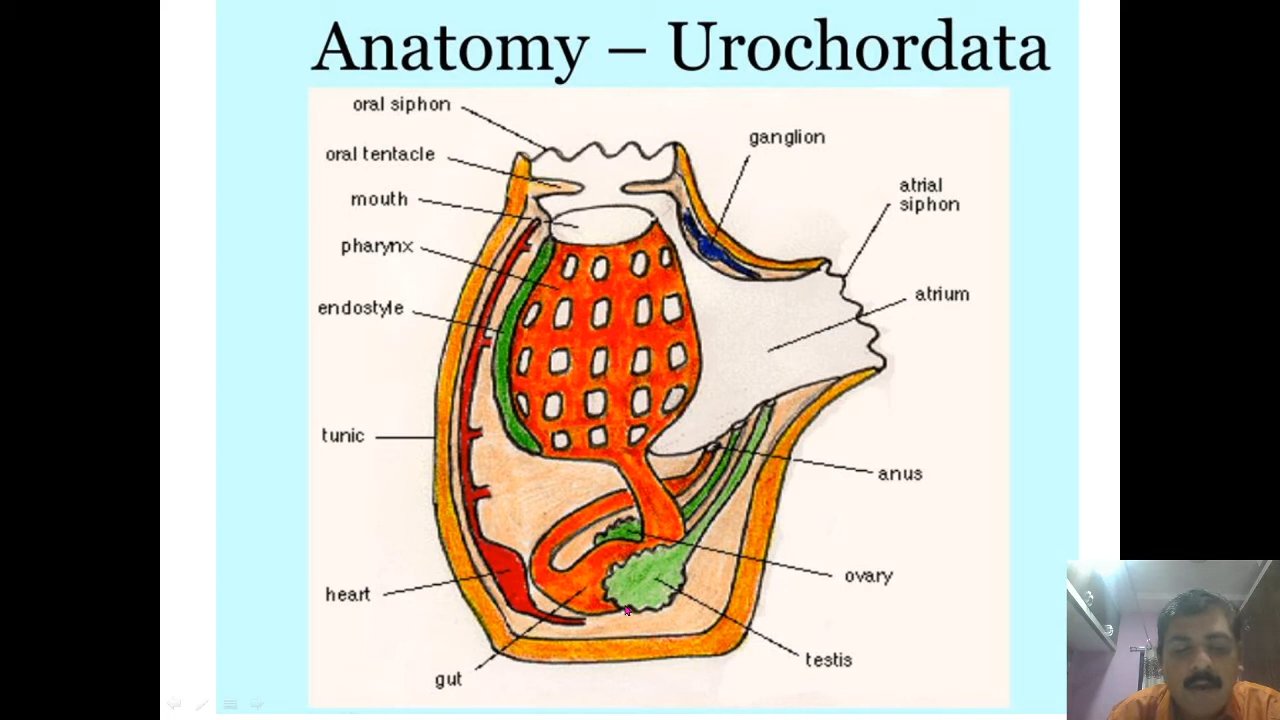 Anatomy – Urochordata
oral siphon
oral tentacle
mouth
pharynx
endostyle
tunic
heart
gut
ganglion
atrial
siphon
atrium
anus
ovary
testis